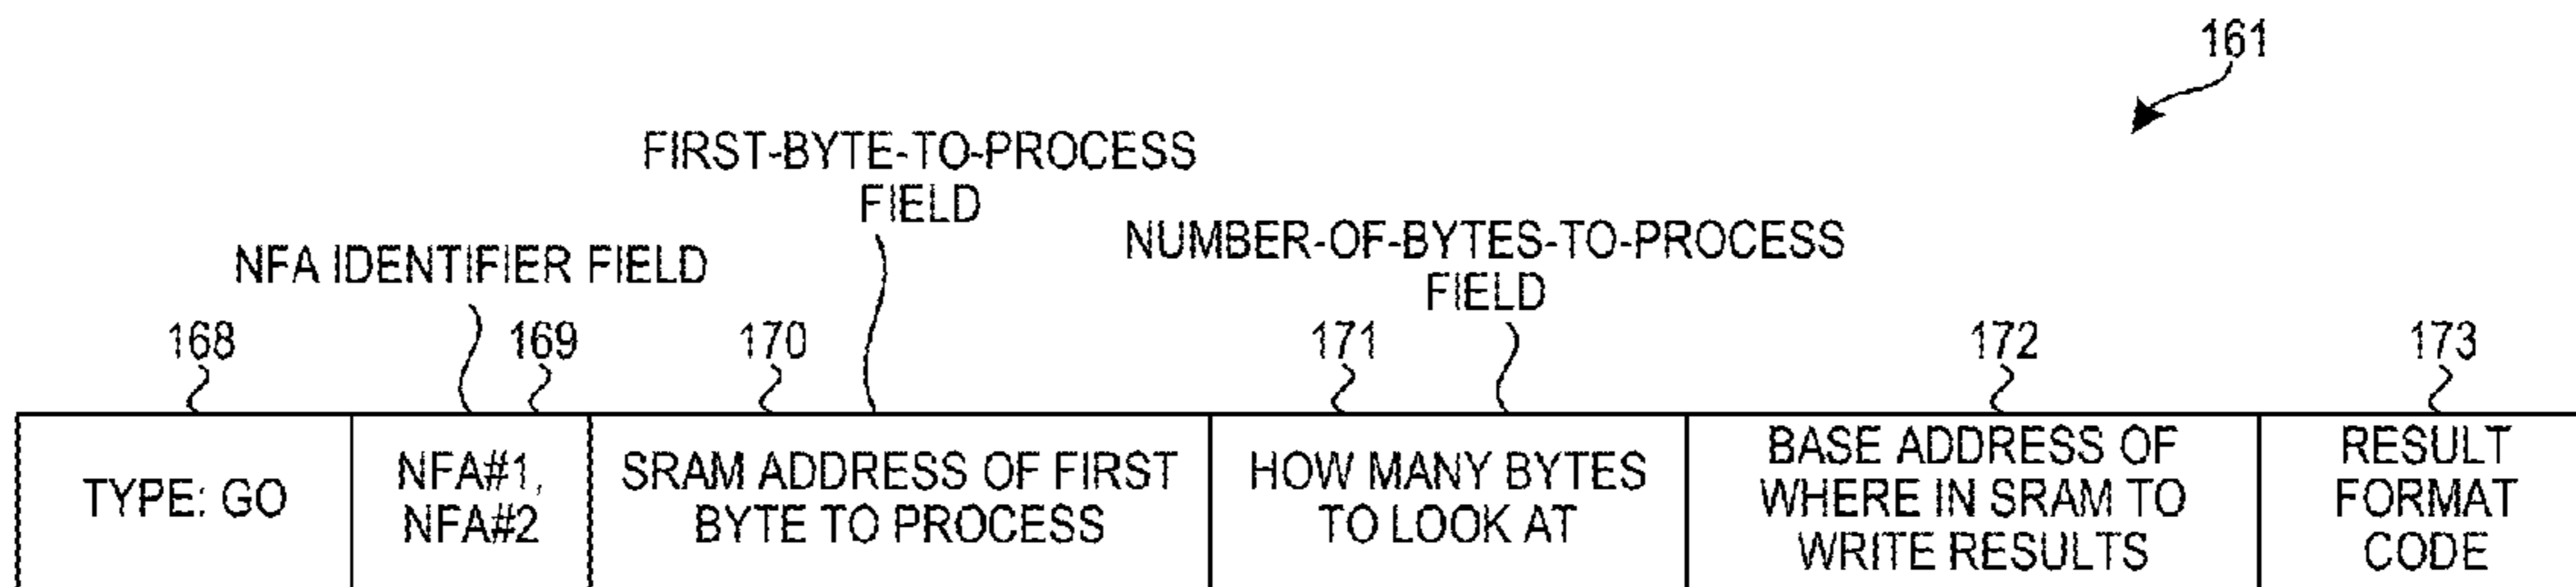 161
FIRST-BYTE-TO-PROCESS
FIELD
NUMBER-OF-BYTES-TO-PROCESS
FIELD
NFA IDENTIFIER FIELD
168
169
170
171
172
173
TYPE: GO
NFA#1,
NFA#2
SRAM ADDRESS OF FIRST
BYTE TO PROCESS
HOW MANY BYTES
TO LOOK AT
BASE ADDRESS OF
WHERE IN SRAM TO
WRITE RESULTS
RESULT
FORMAT
CODE